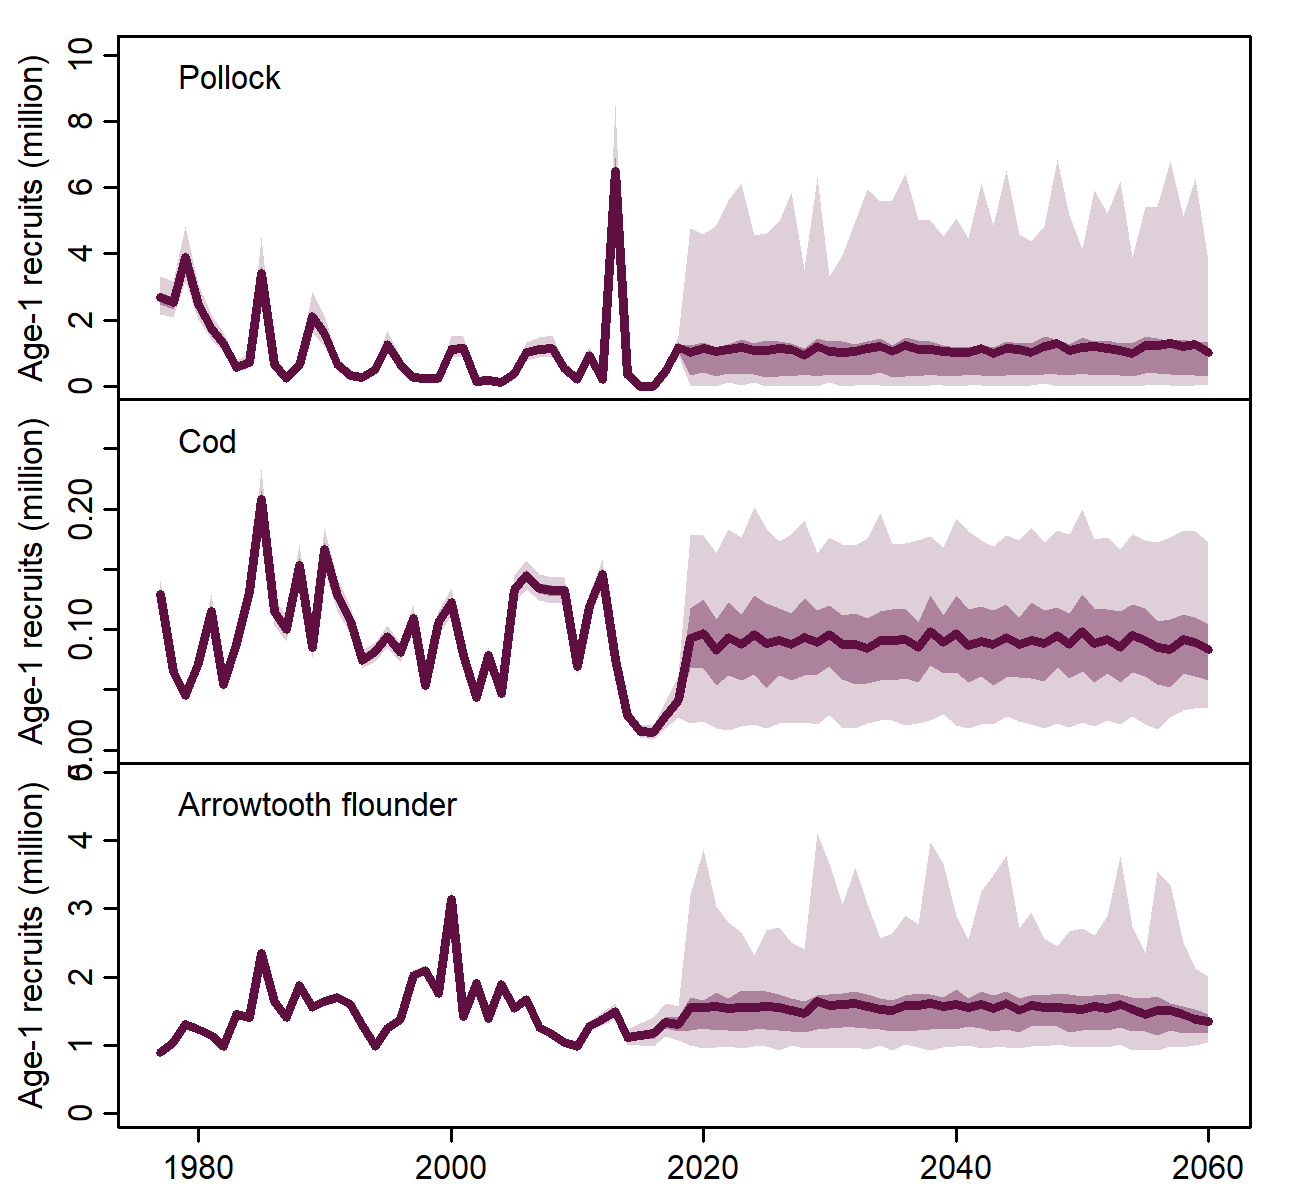 Age-1 recruits (million)
10
8
6
4
2
0
Pollock
Age-1 recruits (million)
0.20
0.10
0.00
Cod
Age-1 recruits (million)
5
4
3
2
1
0
Arrowtooth flounder
1980 2000 2020 2040 2060